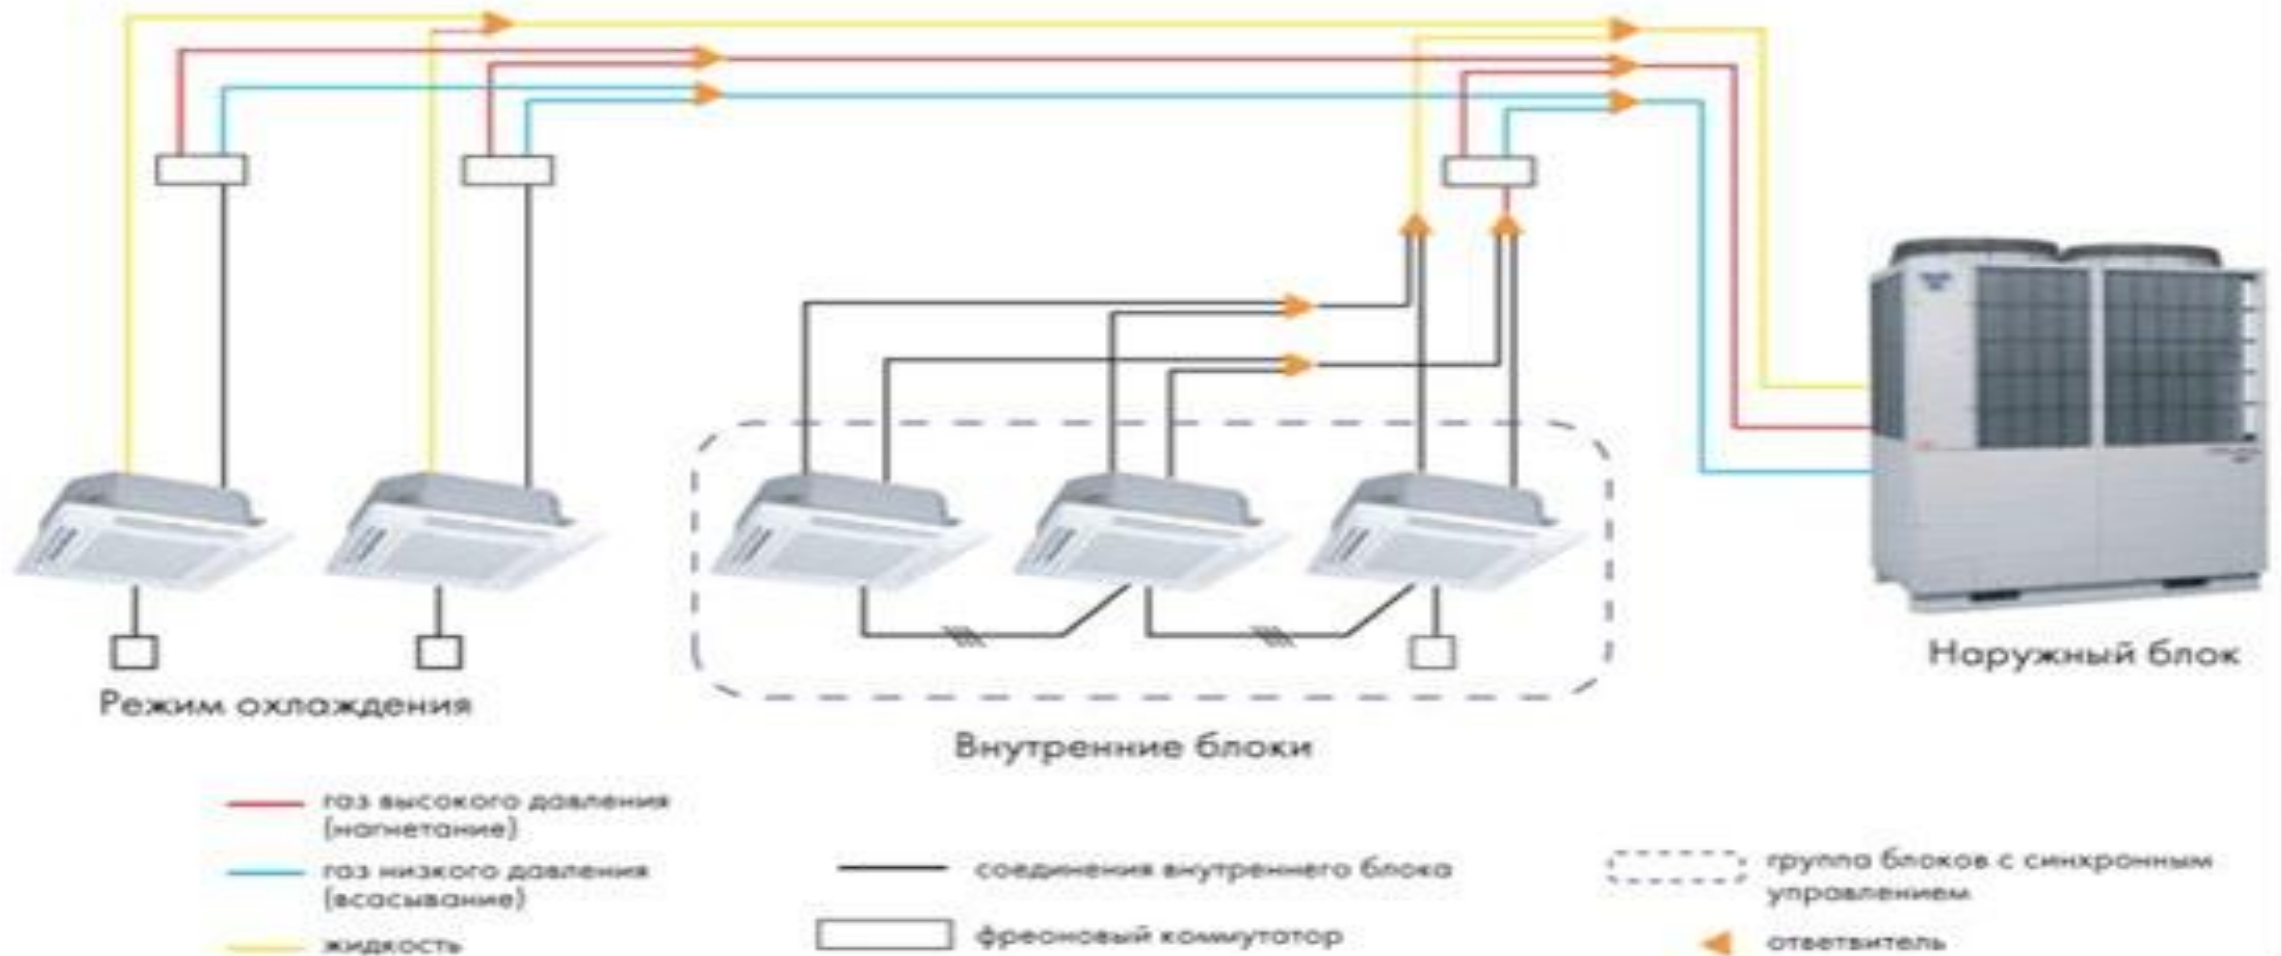 Наружный блок
Режим охлаждения
Внутренние блоки
газ высокого давления
(нагнетание)
газ низкого давления
(всасывание)
жидкость
соединения внутреннего блока
фреоновый коммутатор
группа блоков с синхронным
управлением
ответвитель